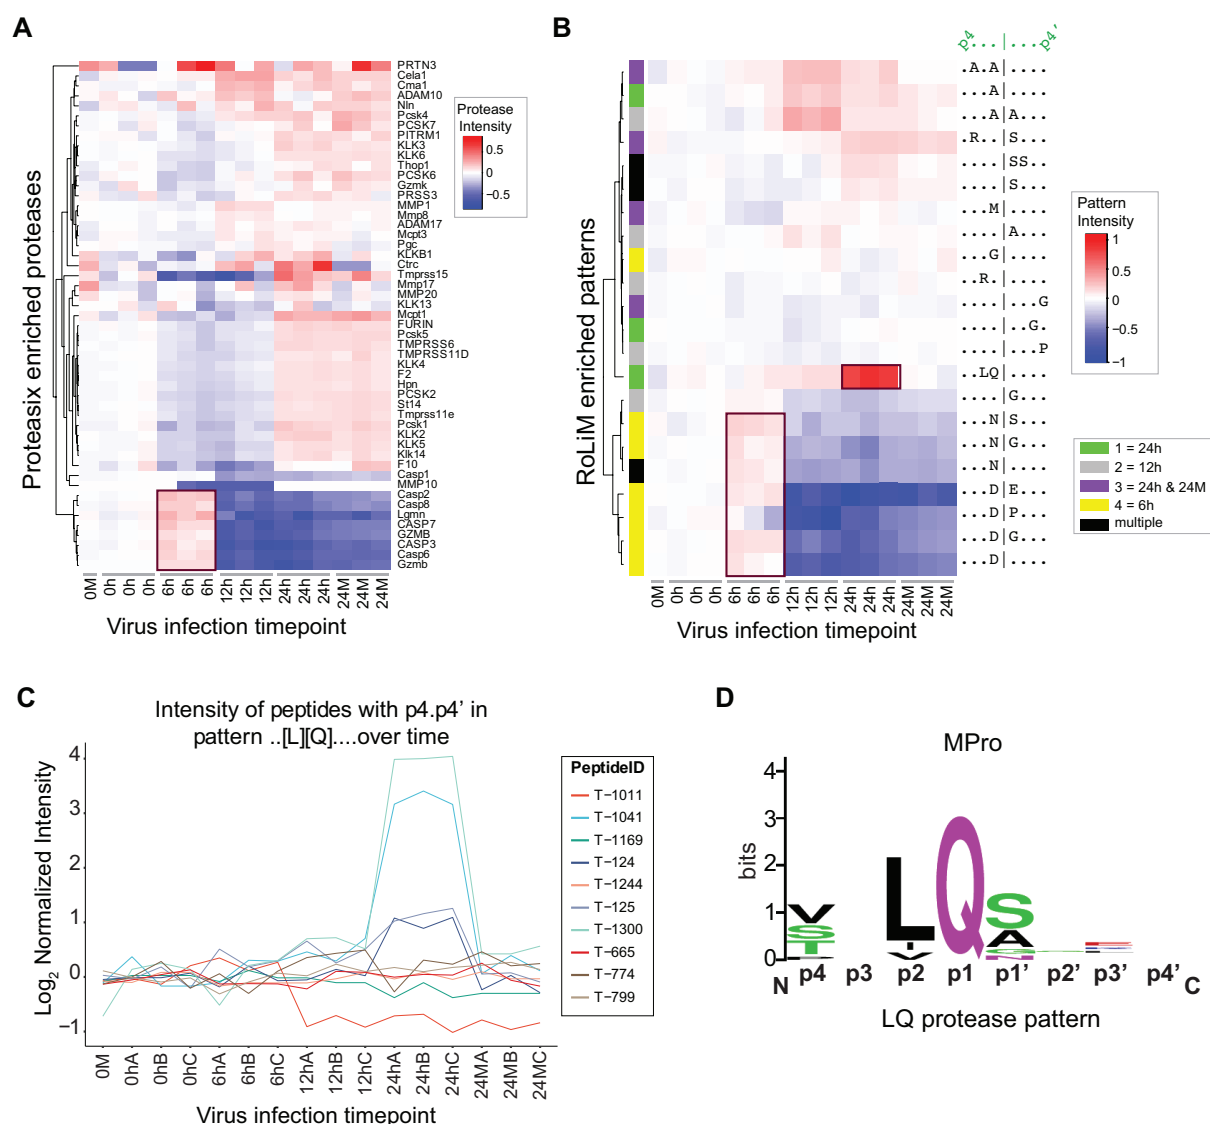 A
PRTN3
Cela1
Cma1
ADAM10
Nln
Pcsk4
PCSK7
PITRM1
KLK3
KLK6
Thop1
PCSK6
Gzmk
PRSS3
MMP1
Mmp8
ADAM17
Mcpt3
Pgc
KLKB1
Ctrc
Tmprss15
Mmp17
MMP20
KLK13
Mcpt1
FURIN
Pcsk5
TMPRSS6
TMPRSS11D
KLK4
F2
Hpn
PCSK2
St14
Tmprss11e
Pcsk1
KLK2
KLK5
Klk14
F10
Casp1
MMP10
Casp2
Casp8
Lgmn
CASP7
GZMB
CASP3
Casp6
Gzmb
Protease
Intensity
0.5
0
−0.5
Proteasix enriched proteases
0M 0h 0h 0h 6h 6h 6h 12h 12h 12h 24h 24h 24h 24M 24M 24M
Virus infection timepoint
B
p4...|...p4'
.A.A|....
...A|....
...A|A...
.R..|S...
....|SS..
....|S...
...M|....
....|A...
...G|....
..R.|....
....|...G
....|..G.
....|...P
..LQ|....
....|G...
...N|S...
...N|G...
...N|....
...D|E...
...D|P...
...D|G...
...D|....
Pattern
Intensity
1
0.5
0
−0.5
−1
1 = 24h
2 = 12h
3 = 24h & 24M
4 = 6h
multiple
RoLiM enriched patterns
0M 0h 0h 0h 6h 6h 6h 12h 12h 12h 24h 24h 24h 24M 24M 24M
Virus infection timepoint
C
Intensity of peptides with p4.p4' in
pattern ..[L][Q]....over time
Log2 Normalized Intensity
4
3
2
1
0
−1
0M 0hA 0hB 0hC 6hA 6hB 6hC 12hA 12hB 12hC 24hA 24hB 24hC 24MA 24MB 24MC
Virus infection timepoint
PeptideID
T−1011
T−1041
T−1169
T−124
T−1244
T−125
T−1300
T−665
T−774
T−799
D
MPro
bits
4
3
2
1
0
V
S
T
L
I
V
Q
S
A
G
N
N p4 p3 p2 p1 p1' p2' p3' p4' C
LQ protease pattern